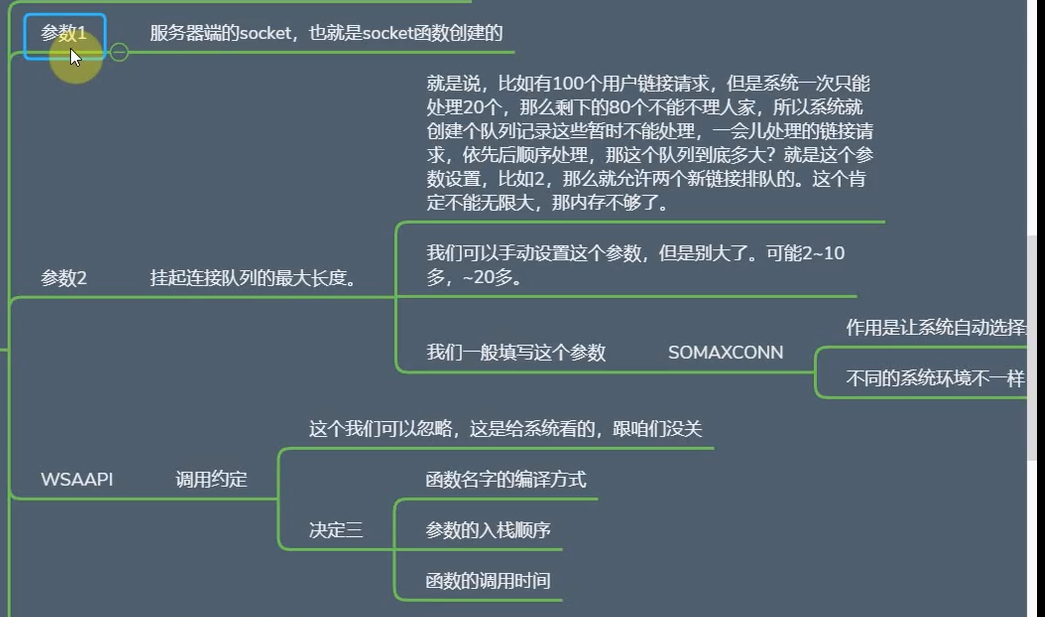 参数1
服务器端的socket，也就是socket函数创建的
就是说，比如有100个用户链接请求，但是系统一次只能
处理20个，那么剩下的80个不能不理人家，所以系统就
创建个队列记录这些暂时不能处理，一会儿处理的链接请
求，依先后顺序处理，那这个队列到底多大？就是这个参
数设置，比如2，那么就允许两个新链接排队的。这个肯
定不能无限大，那内存不够了。
参数2
挂起连接队列的最大长度。
我们可以手动设置这个参数，但是别大了。可能2~10
多，~20多。
我们一般填写这个参数
SOMAXCONN
作用是让系统自动选择
不同的系统环境不一样
WSAAPI
调用约定
这个我们可以忽略，这是给系统看的，跟咱们没关
决定三
函数名字的编译方式
参数的入栈顺序
函数的调用时间